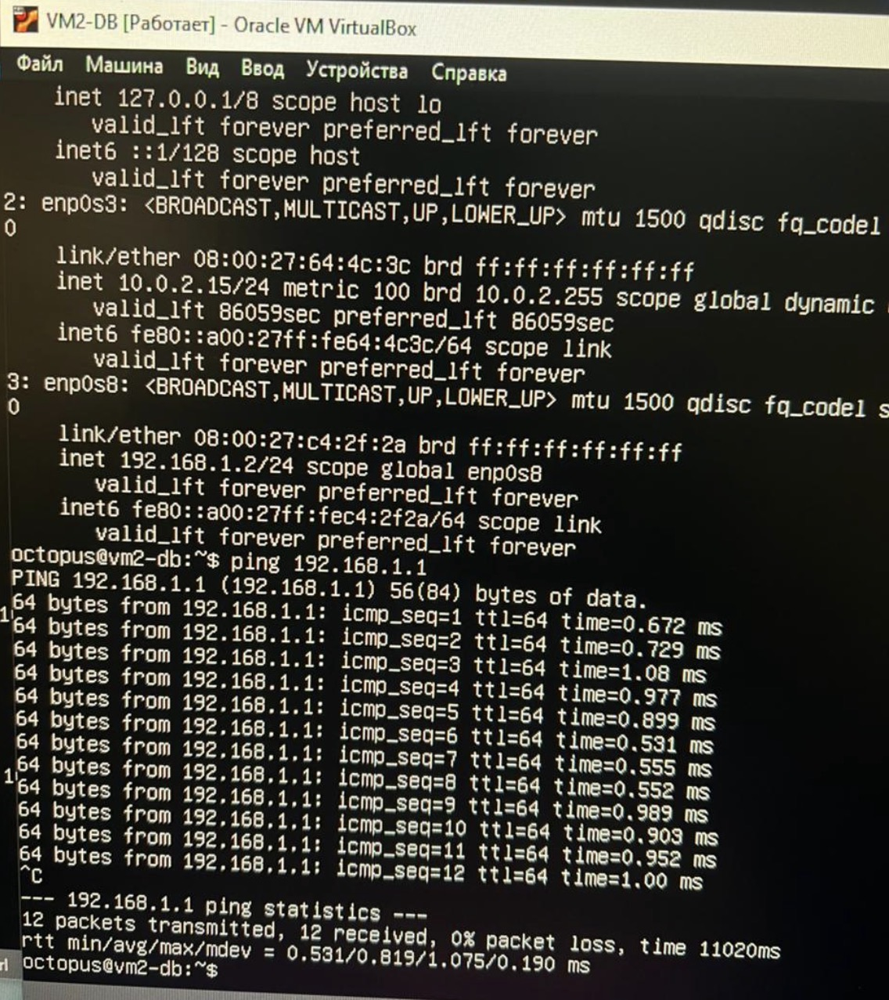 VM2-DB [Работает] - Oracle VM VirtualBox
Файл Машина Вид Ввод Устройства Справка
inet 127.0.0.1/8 scope host lo
valid_lft forever preferred_lft forever
inet6 ::1/128 scope host
valid_lft forever preferred_lft forever
2: enp0s3: <BROADCAST,MULTICAST,UP,LOWER_UP> mtu 1500 qdisc fq_codel
0
link/ether 08:00:27:64:4c:3c brd ff:ff:ff:ff:ff:ff
inet 10.0.2.15/24 metric 100 brd 10.0.2.255 scope global dynamic
valid_lft 86059sec preferred_lft 86059sec
inet6 fe80::a00:27ff:fe64:4c3c/64 scope link
valid_lft forever preferred_lft forever
3: enp0s8: <BROADCAST,MULTICAST,UP,LOWER_UP> mtu 1500 qdisc fq_codel s
0
link/ether 08:00:27:c4:2f:2a brd ff:ff:ff:ff:ff:ff
inet 192.168.1.2/24 scope global enp0s8
valid_lft forever preferred_lft forever
inet6 fe80::a00:27ff:fec4:2f2a/64 scope link
valid_lft forever preferred_lft forever
octopus@vm2-db:~$ ping 192.168.1.1
PING 192.168.1.1 (192.168.1.1) 56(84) bytes of data.
64 bytes from 192.168.1.1: icmp_seq=1 ttl=64 time=0.672 ms
64 bytes from 192.168.1.1: icmp_seq=2 ttl=64 time=0.729 ms
64 bytes from 192.168.1.1: icmp_seq=3 ttl=64 time=1.08 ms
64 bytes from 192.168.1.1: icmp_seq=4 ttl=64 time=0.977 ms
64 bytes from 192.168.1.1: icmp_seq=5 ttl=64 time=0.899 ms
64 bytes from 192.168.1.1: icmp_seq=6 ttl=64 time=0.531 ms
64 bytes from 192.168.1.1: icmp_seq=7 ttl=64 time=0.555 ms
64 bytes from 192.168.1.1: icmp_seq=8 ttl=64 time=0.552 ms
64 bytes from 192.168.1.1: icmp_seq=9 ttl=64 time=0.989 ms
64 bytes from 192.168.1.1: icmp_seq=10 ttl=64 time=0.903 ms
64 bytes from 192.168.1.1: icmp_seq=11 ttl=64 time=0.952 ms
64 bytes from 192.168.1.1: icmp_seq=12 ttl=64 time=1.00 ms
^C
--- 192.168.1.1 ping statistics ---
12 packets transmitted, 12 received, 0% packet loss, time 11020ms
rtt min/avg/max/mdev = 0.531/0.819/1.075/0.190 ms
octopus@vm2-db:~$